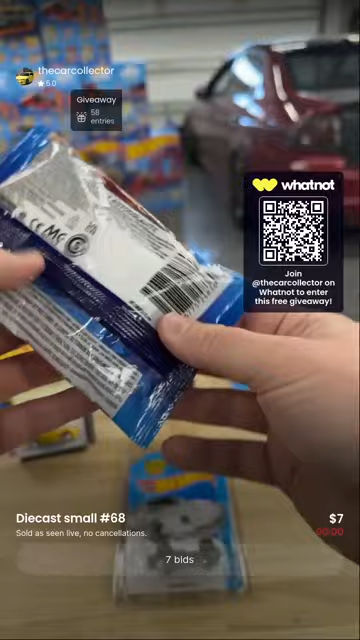 thecarcollector
5.0
Giveaway
58
entries
whatnot
Join
@thecarcollector on
Whatnot to enter
this free giveaway!
Diecast small #68
$7
Sold as seen live, no cancellations.
00:00
7 bids